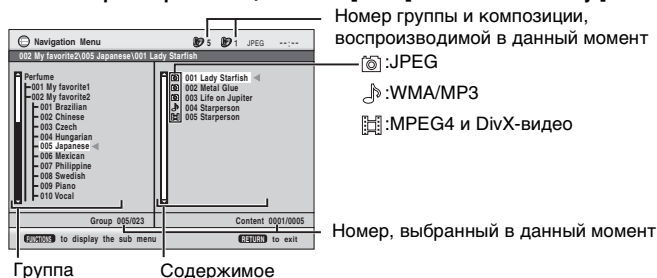 Номер группы и композиции,
воспроизводимой в данный момент
Navigation Menu 5 1 JPEG --:--
002 My favorite2\005 Japanese\001 Lady Starfish
Perfume
001 My favorite1
002 My favorite2
001 Brazilian
002 Chinese
003 Czech
004 Hungarian
005 Japanese
006 Mexican
007 Philippine
008 Swedish
009 Piano
010 Vocal
001 Lady Starfish
002 Metal Glue
003 Life on Jupiter
004 Starperson
005 Starperson
:JPEG
:WMA/MP3
:MPEG4 и DivX-видео
Group 005/023 Content 0001/0005
FUNCTIONS to display the sub menu RETURN to exit
Номер, выбранный в данный момент
Группа Содержимое